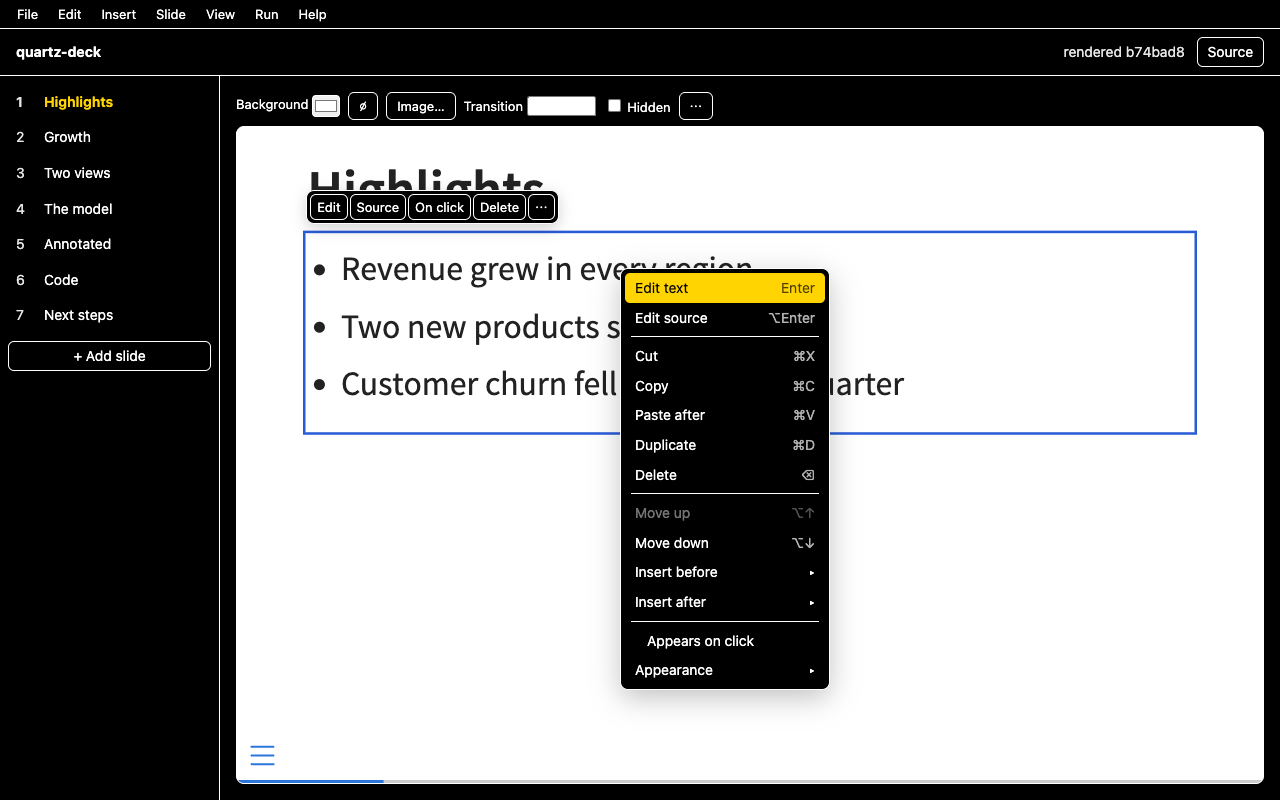 File Edit Insert Slide View Run Help
quartz-deck
rendered b74bad8 Source
1 Highlights
2 Growth
3 Two views
4 The model
5 Annotated
6 Code
7 Next steps
+ Add slide
Background ∅ Image... Transition Hidden ···
Highlights
Edit Source On click Delete ···
• Revenue grew in every region
• Two new products s
• Customer churn fell uarter
Edit text Enter
Edit source ⌥Enter
Cut ⌘X
Copy ⌘C
Paste after ⌘V
Duplicate ⌘D
Delete ⌫
Move up ⌥↑
Move down ⌥↓
Insert before ▸
Insert after ▸
Appears on click
Appearance ▸